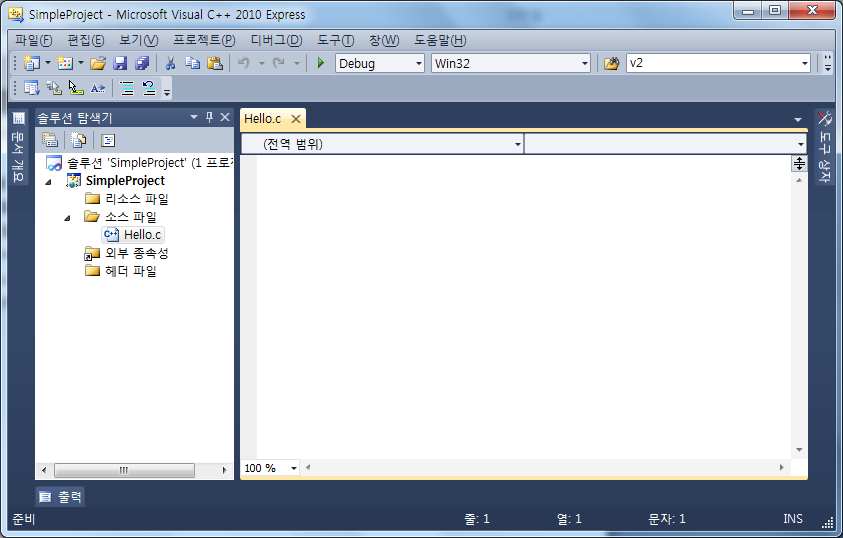 SimpleProject - Microsoft Visual C++ 2010 Express
파일(F) 편집(E) 보기(V) 프로젝트(P) 디버그(D) 도구(T) 창(W) 도움말(H)
Debug Win32 v2
문서 개요
솔루션 탐색기
솔루션 'SimpleProject' (1 프로젝
SimpleProject
리소스 파일
소스 파일
Hello.c
외부 종속성
헤더 파일
Hello.c
(전역 범위)
100 %
도구 상자
출력
준비 줄: 1 열: 1 문자: 1 INS